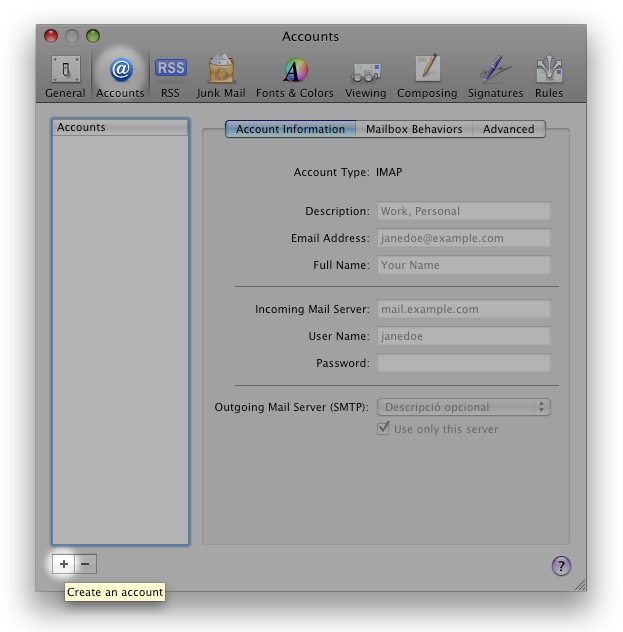 Accounts
General Accounts RSS Junk Mail Fonts & Colors Viewing Composing Signatures Rules
@ RSS A
Accounts
Account Information Mailbox Behaviors Advanced
Account Type: IMAP
Description: Work, Personal
Email Address: janedoe@example.com
Full Name: Your Name
Incoming Mail Server: mail.example.com
User Name: janedoe
Password:
Outgoing Mail Server (SMTP): Descripció opcional
Use only this server
+ − ?
Create an account